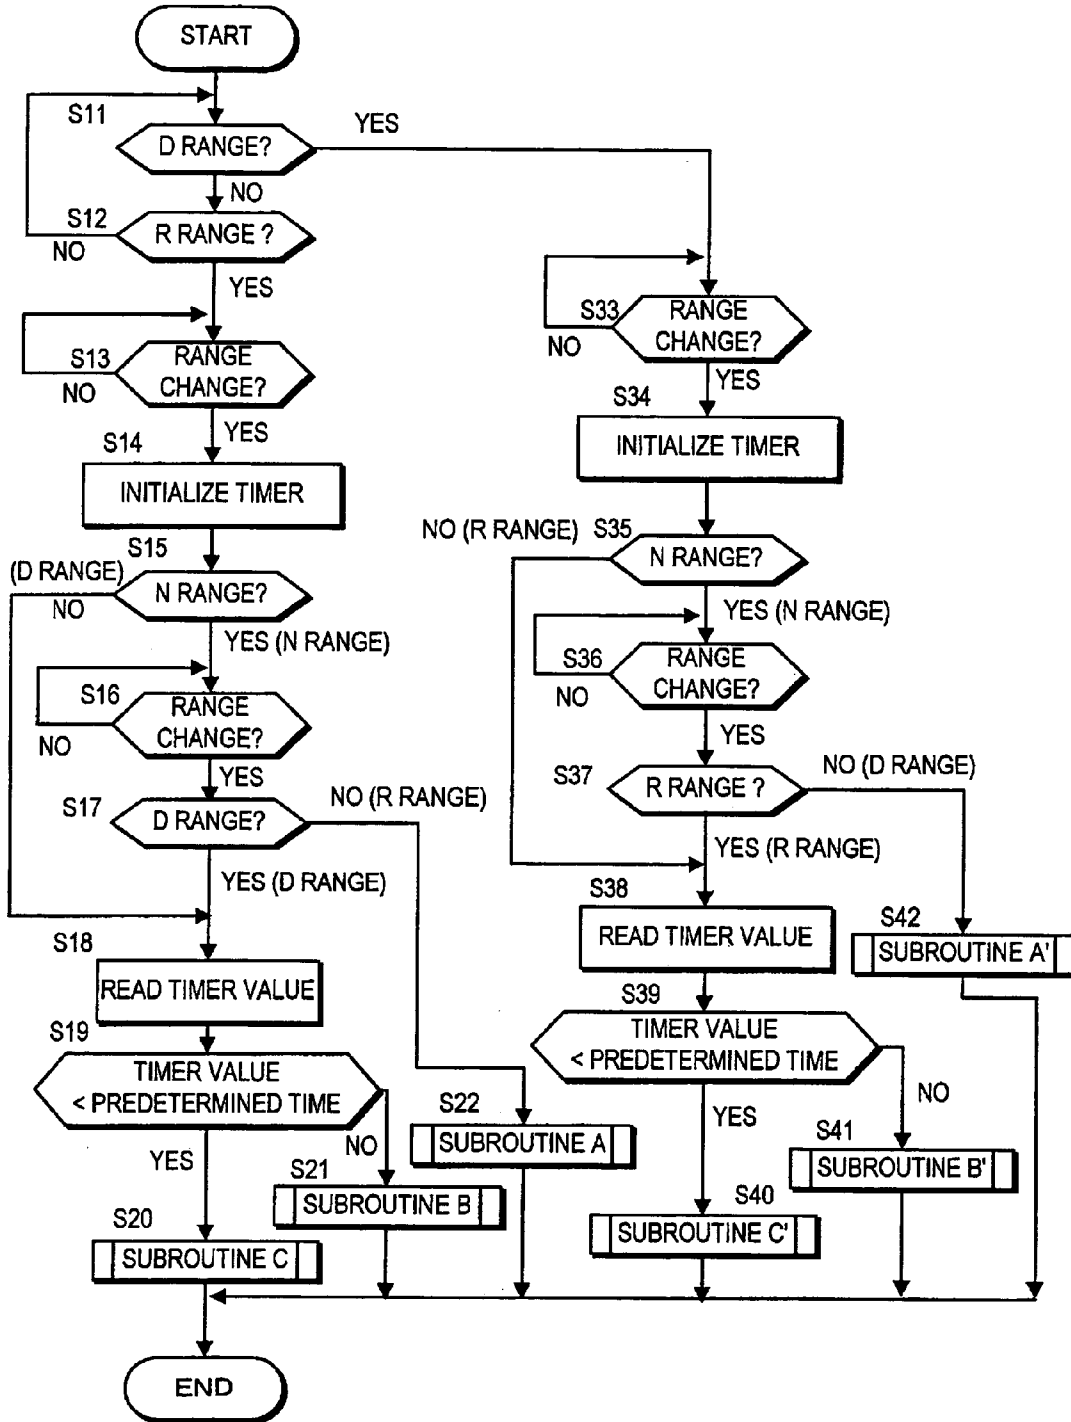 START
S11
D RANGE?
YES
NO
S12
R RANGE ?
NO
YES
S13
RANGE
CHANGE?
NO
YES
S14
INITIALIZE TIMER
S15
(D RANGE)
NO
N RANGE?
YES (N RANGE)
S16
RANGE
CHANGE?
NO
YES
S17
D RANGE?
NO (R RANGE)
YES (D RANGE)
S18
READ TIMER VALUE
S19
TIMER VALUE
< PREDETERMINED TIME
YES
NO
S20
SUBROUTINE C
S21
SUBROUTINE B
S22
SUBROUTINE A
S33
RANGE
CHANGE?
NO
YES
S34
INITIALIZE TIMER
NO (R RANGE)
S35
N RANGE?
YES (N RANGE)
S36
RANGE
CHANGE?
NO
YES
S37
R RANGE ?
NO (D RANGE)
YES (R RANGE)
S38
READ TIMER VALUE
S39
TIMER VALUE
< PREDETERMINED TIME
YES
NO
S40
SUBROUTINE C'
S41
SUBROUTINE B'
S42
SUBROUTINE A'
END